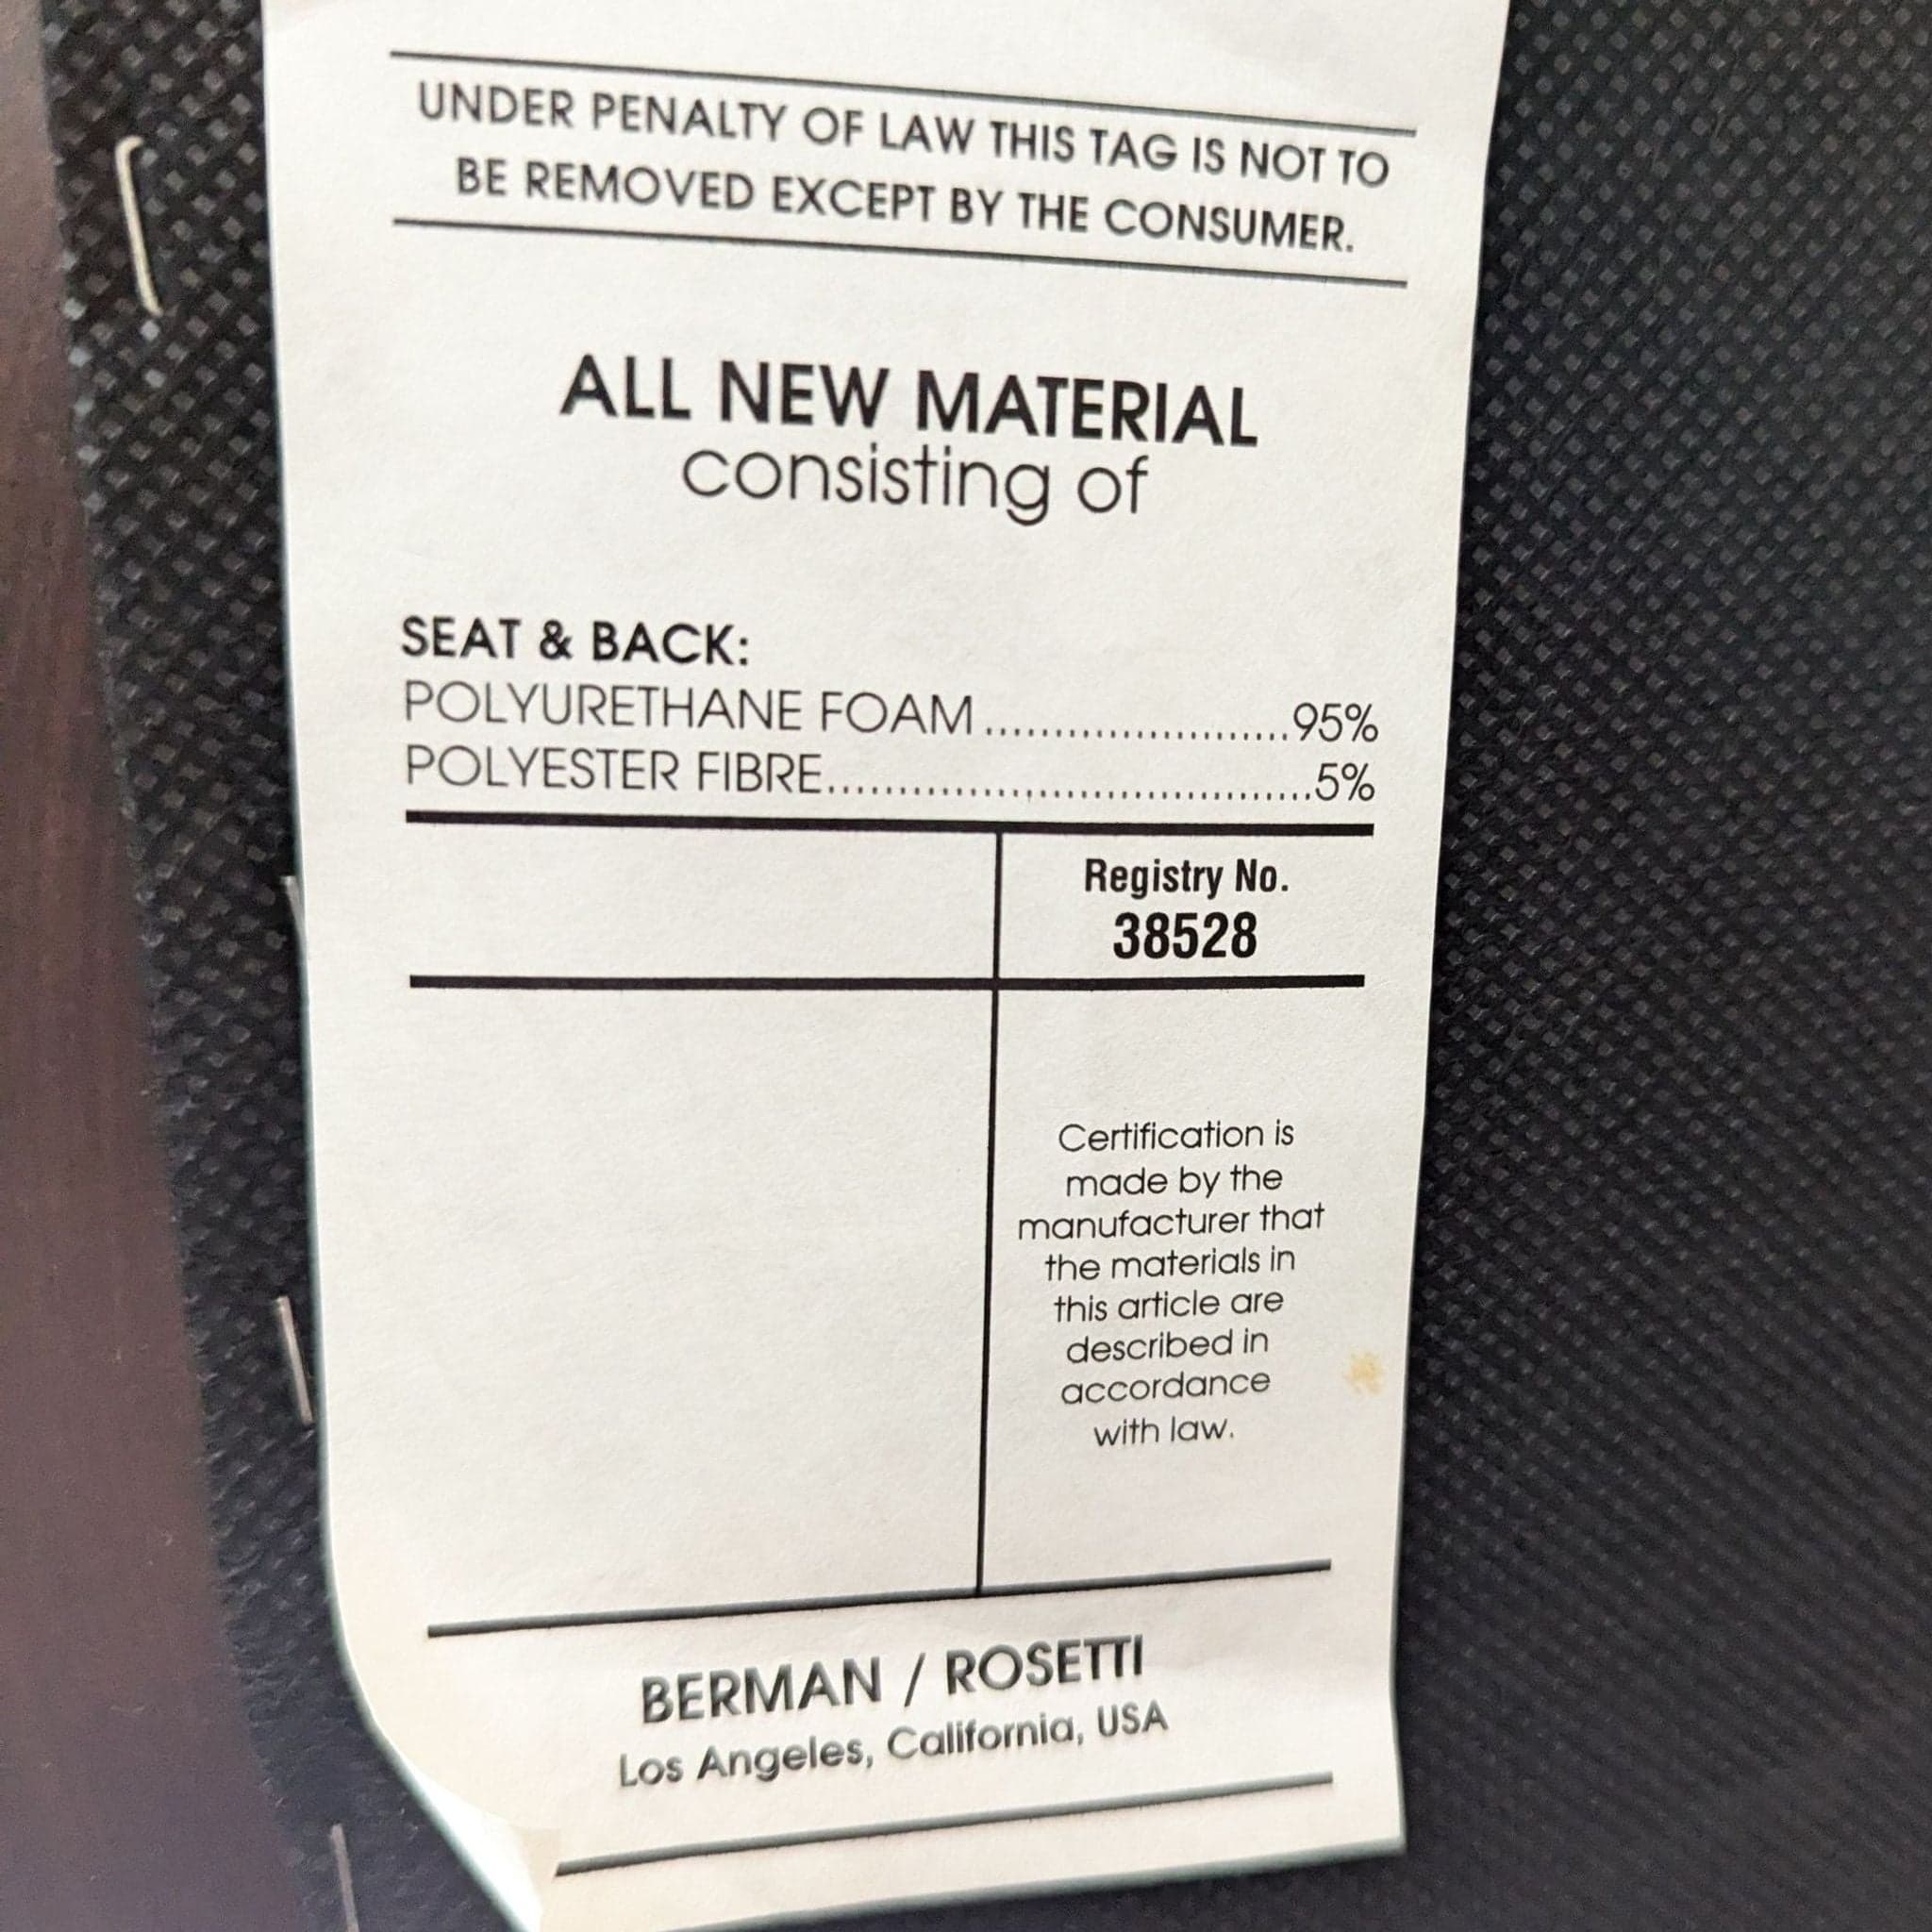 UNDER PENALTY OF LAW THIS TAG IS NOT TO
BE REMOVED EXCEPT BY THE CONSUMER.
ALL NEW MATERIAL
consisting of
SEAT & BACK:
POLYURETHANE FOAM......................95%
POLYESTER FIBRE...................................5%
Registry No.
38528
Certification is
made by the
manufacturer that
the materials in
this article are
described in
accordance
with law.
BERMAN / ROSETTI
Los Angeles, California, USA